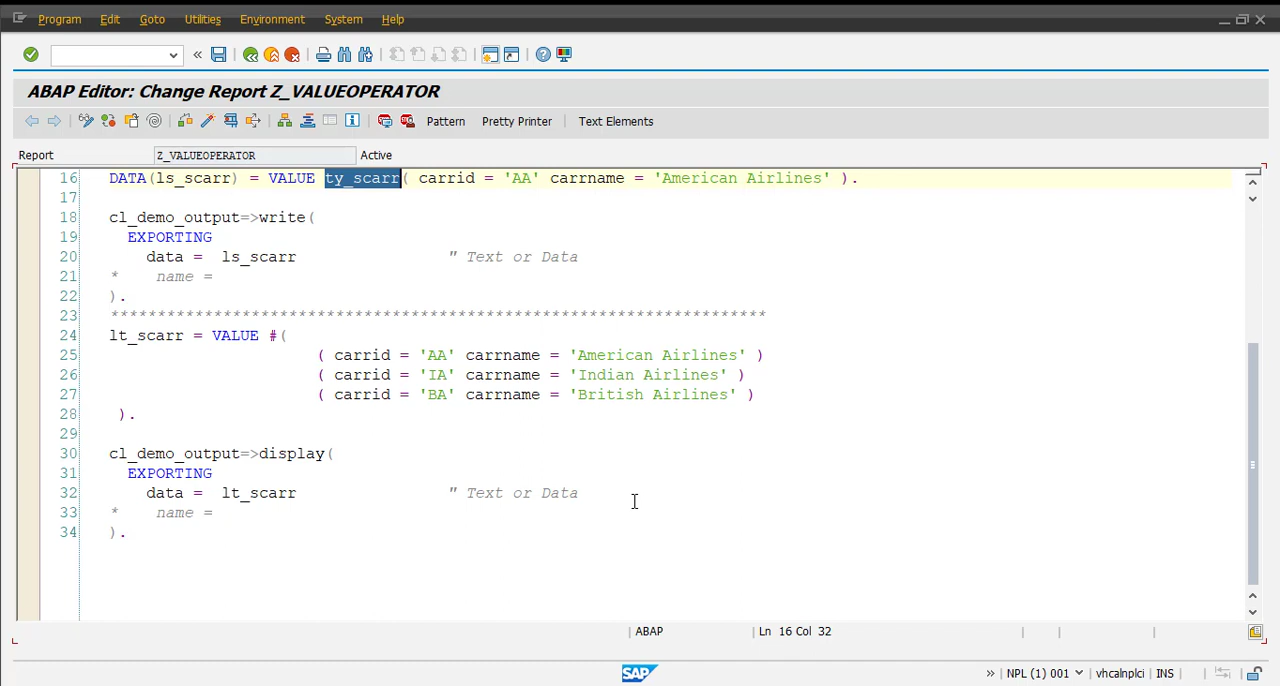 Program Edit Goto Utilities Environment System Help
«
ABAP Editor: Change Report Z_VALUEOPERATOR
Pattern Pretty Printer Text Elements
Report Z_VALUEOPERATOR Active
16 DATA(ls_scarr) = VALUE ty_scarr( carrid = 'AA' carrname = 'American Airlines' ).
17
18 cl_demo_output=>write(
19 EXPORTING
20 data = ls_scarr " Text or Data
21 * name =
22 ).
23 **********************************************************************
24 lt_scarr = VALUE #(
25 ( carrid = 'AA' carrname = 'American Airlines' )
26 ( carrid = 'IA' carrname = 'Indian Airlines' )
27 ( carrid = 'BA' carrname = 'British Airlines' )
28 ).
29
30 cl_demo_output=>display(
31 EXPORTING
32 data = lt_scarr " Text or Data
33 * name =
34 ).
ABAP Ln 16 Col 32
SAP » NPL (1) 001 vhcalnplci INS